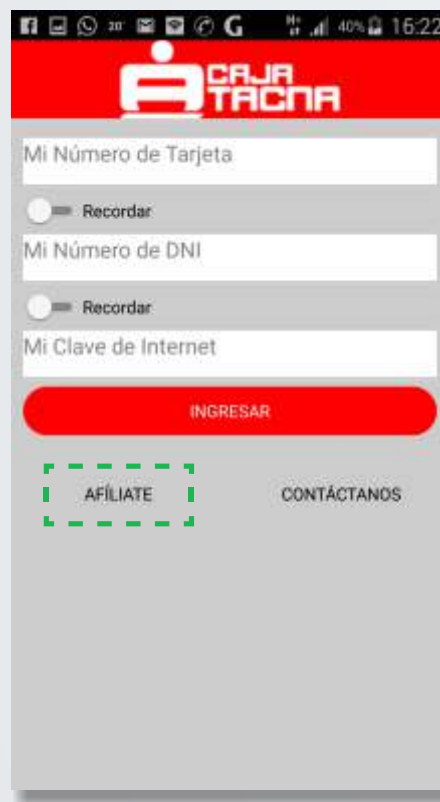 20° G 40% 16:22
CAJA
TACNA
Mi Número de Tarjeta
Recordar
Mi Número de DNI
Recordar
Mi Clave de Internet
INGRESAR
AFÍLIATE CONTÁCTANOS